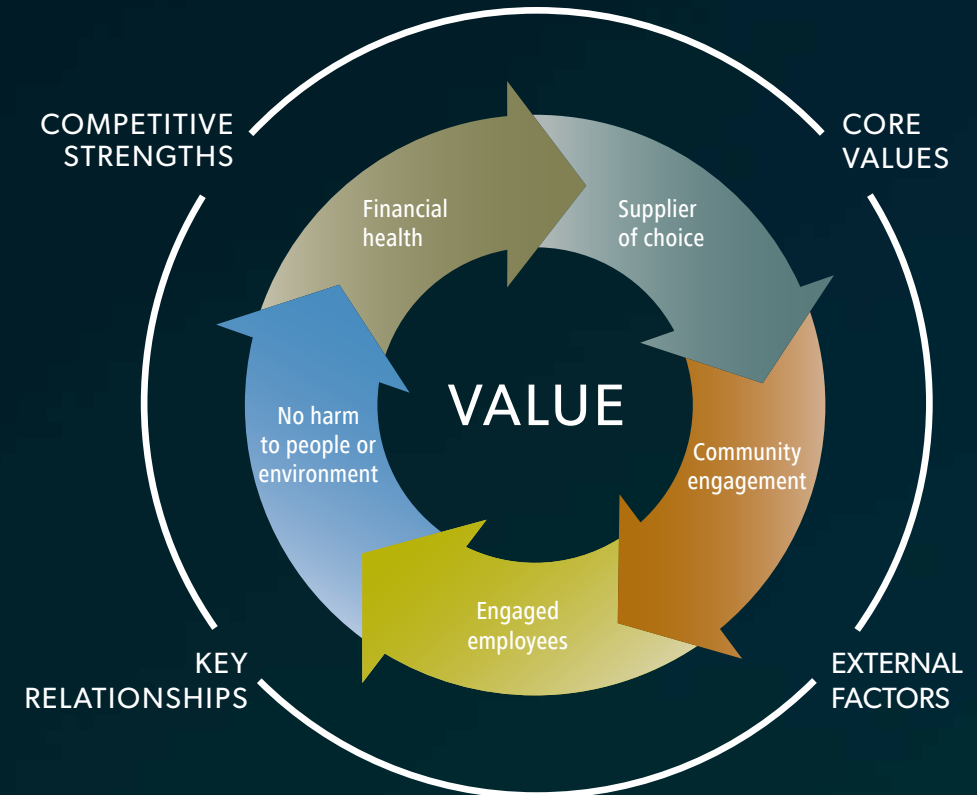 COMPETITIVE
STRENGTHS
CORE
VALUES
Financial
health
Supplier
of choice
VALUE
No harm
to people or
environment
Community
engagement
Engaged
employees
KEY
RELATIONSHIPS
EXTERNAL
FACTORS